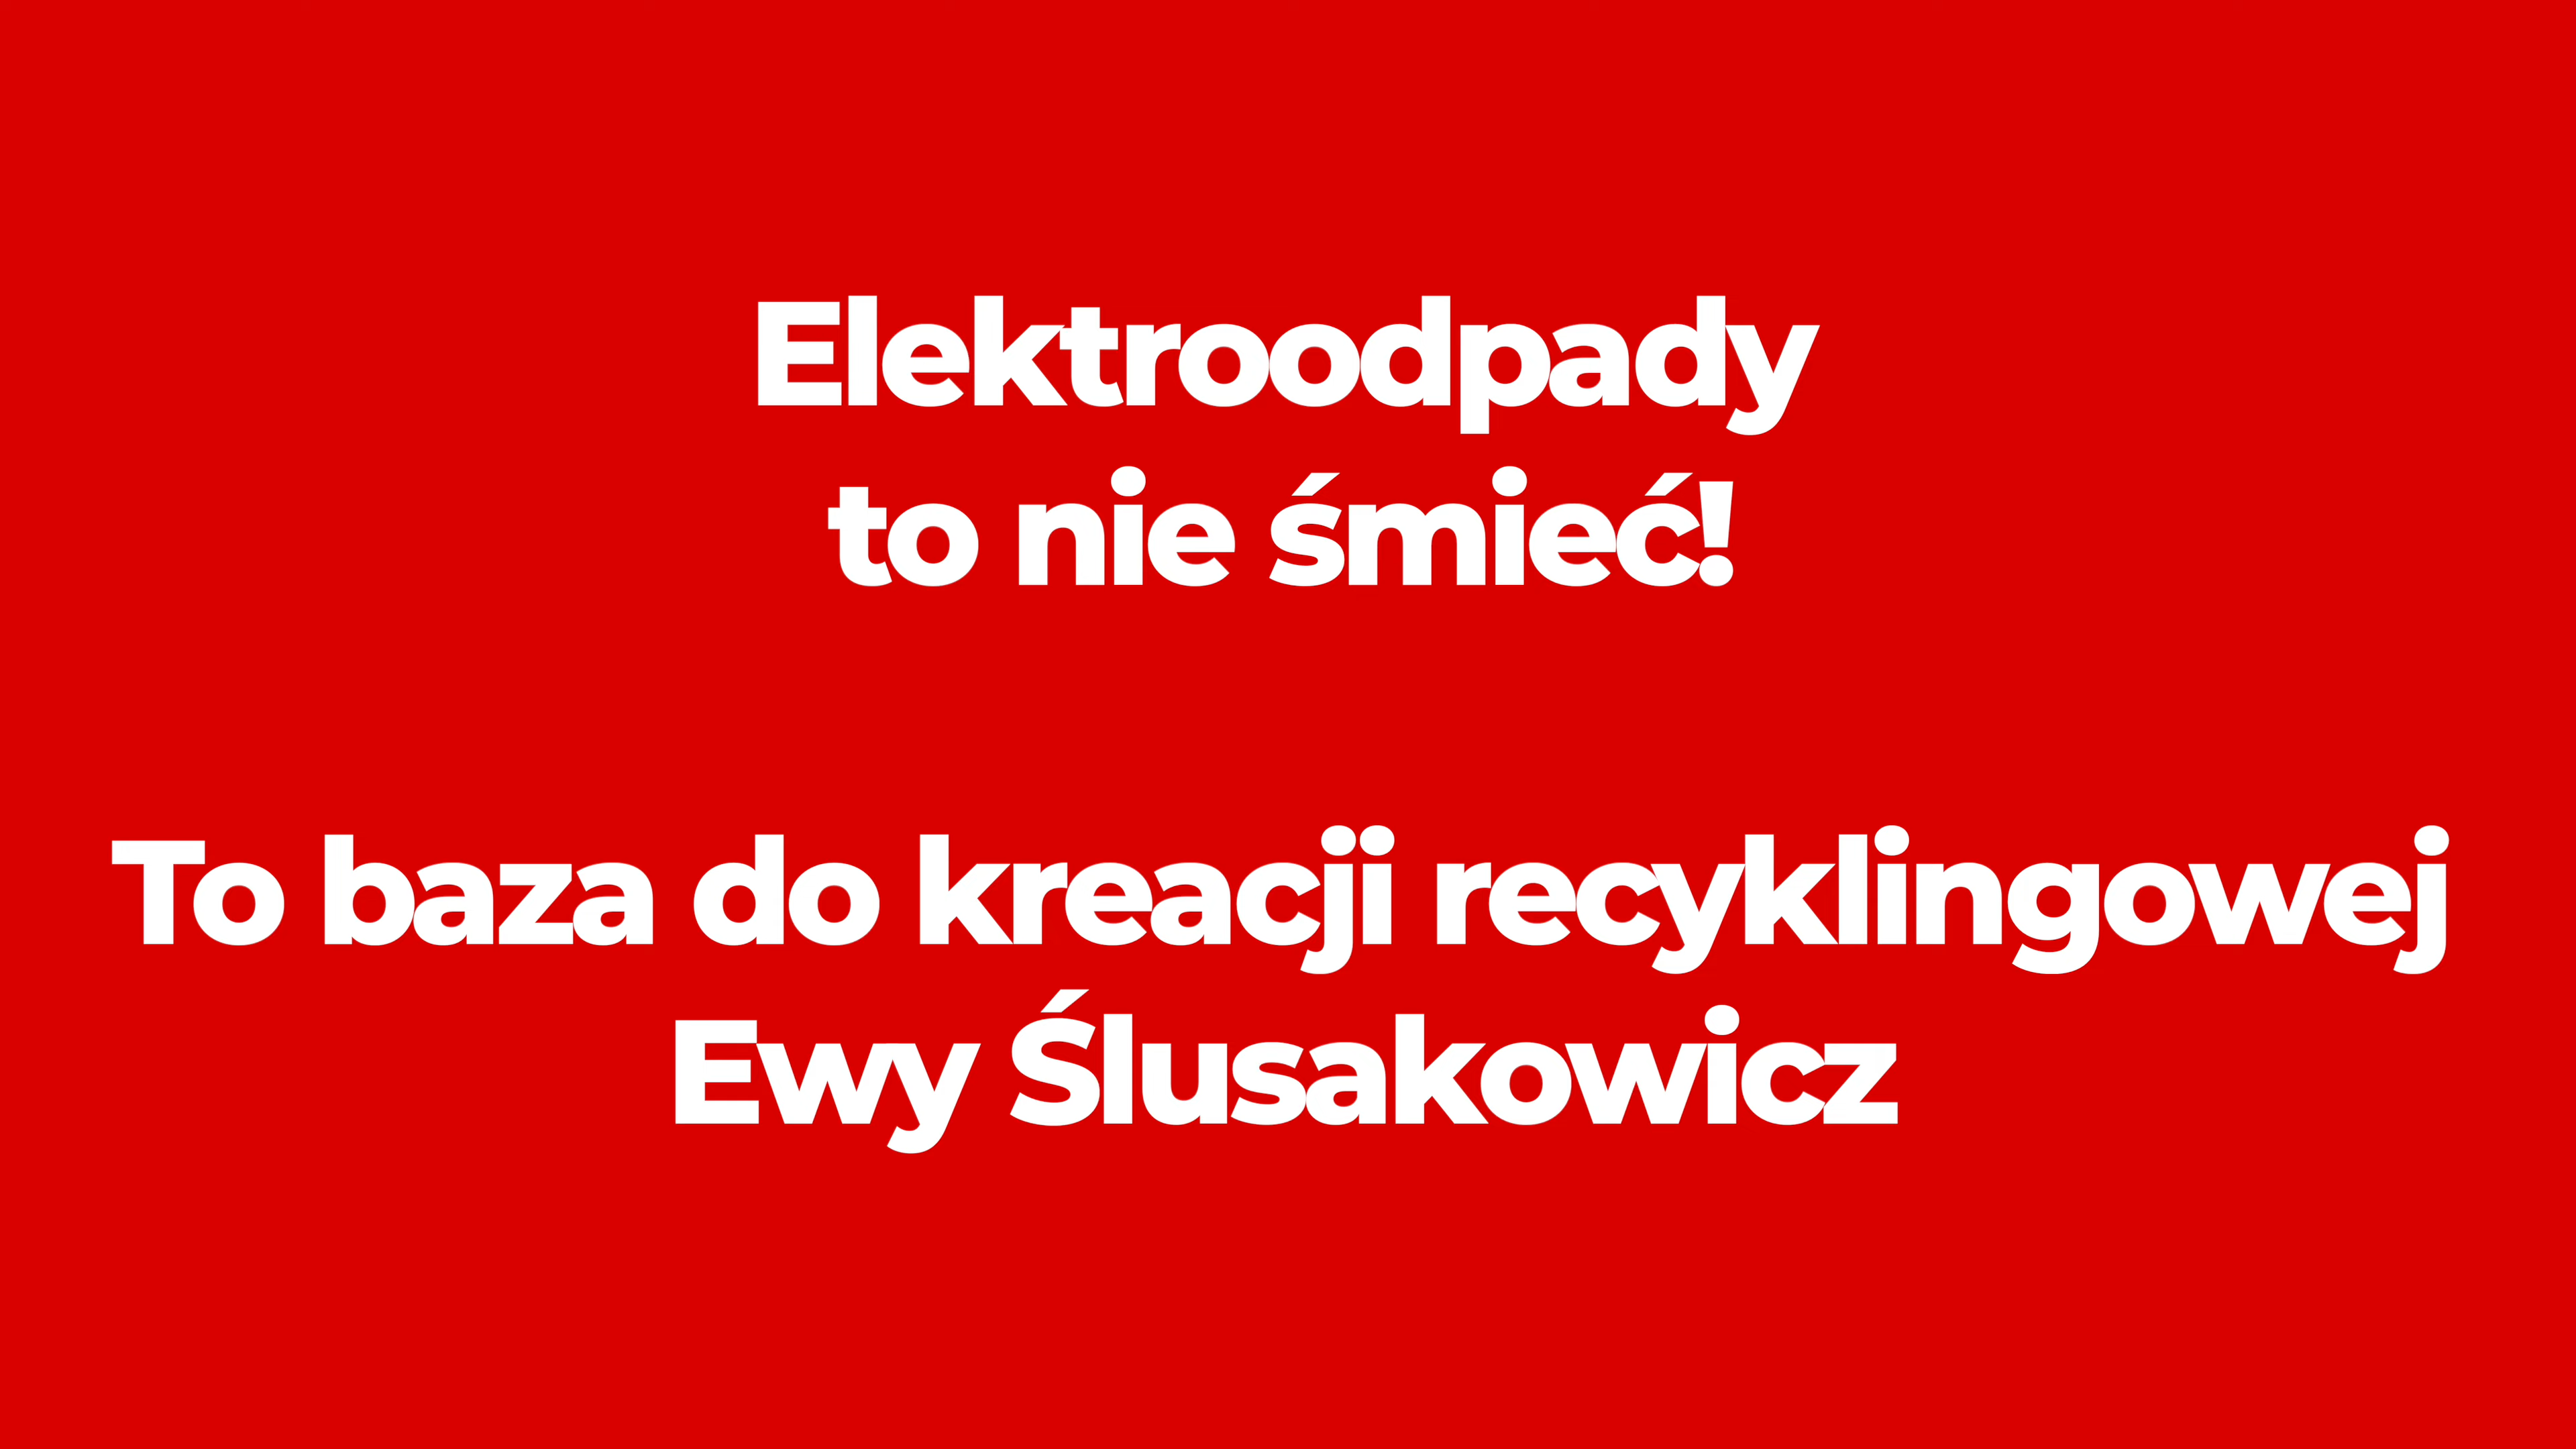 Elektroodpady
to nie śmieć!
To baza do kreacji recyklingowej
Ewy Ślusakowicz